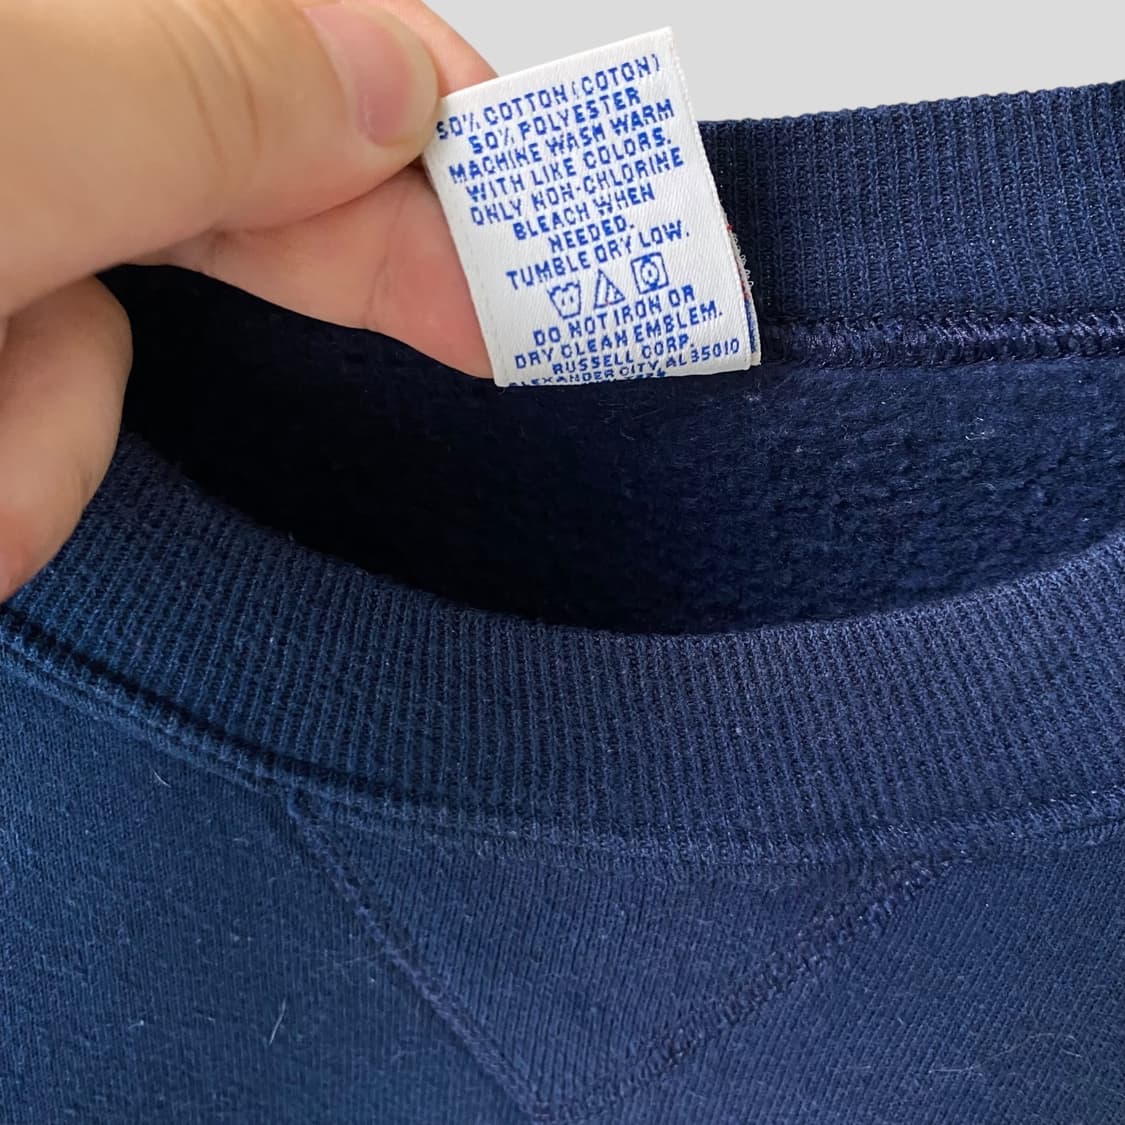 50% COTTON (COTON)
50% POLYESTER
MACHINE WASH WARM
WITH LIKE COLORS.
ONLY NON-CHLORINE
BLEACH WHEN
NEEDED.
TUMBLE DRY LOW.
DO NOT IRON OR
DRY CLEAN EMBLEM.
RUSSELL CORP.
ALEXANDER CITY, AL 35010